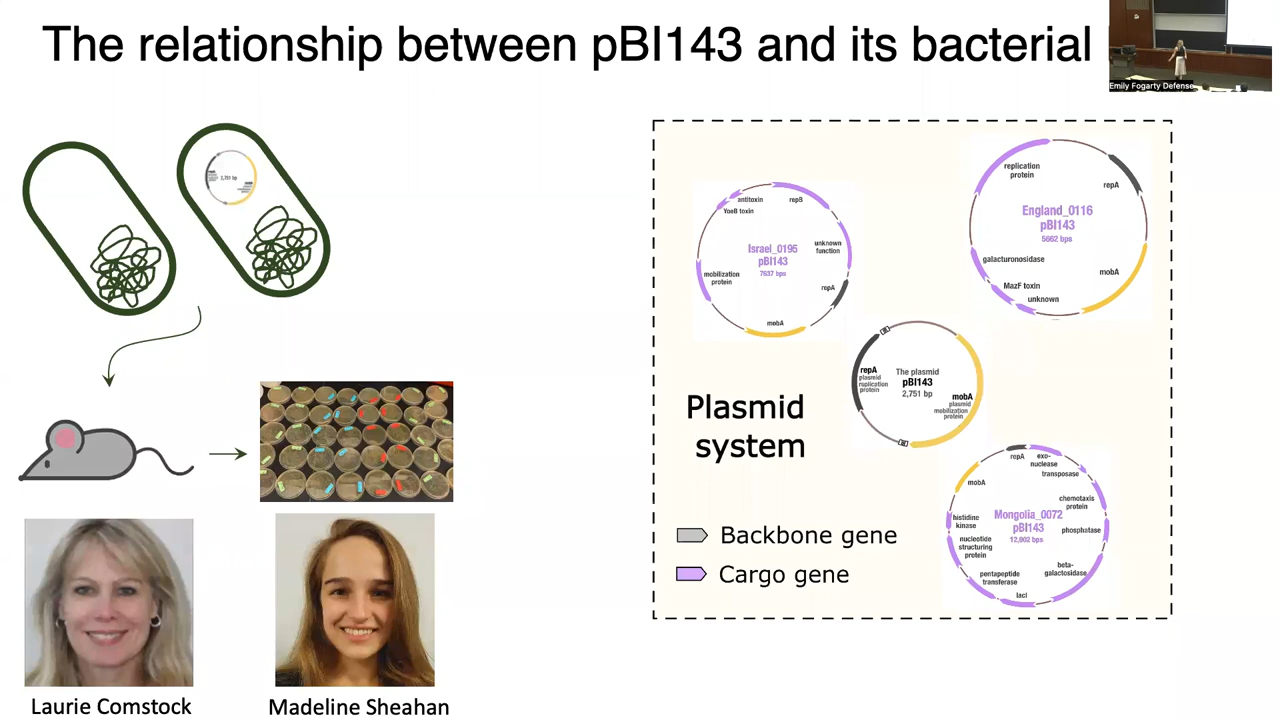 The relationship between pBI143 and its bacterial
Emily Fogarty Defense
2,751 bp
antitoxin
YoeB toxin
repB
Israel_0195
pBI143
7637 bps
unknown
function
mobilization
protein
repA
mobA
replication
protein
repA
England_0116
pBI143
5662 bps
galacturonosidase
mobA
MazF toxin
unknown
repA
plasmid
replication
protein
The plasmid
pBI143
2,751 bp
mobA
plasmid
mobilization
protein
Plasmid
system
repA
exo-
nuclease
transposase
mobA
chemotaxis
protein
histidine
kinase
Mongolia_0072
pBI143
12,802 bps
phosphatase
nucleotide
structuring
protein
beta-
galactosidase
pentapeptide
transferase
lacI
Backbone gene
Cargo gene
Laurie Comstock
Madeline Sheahan